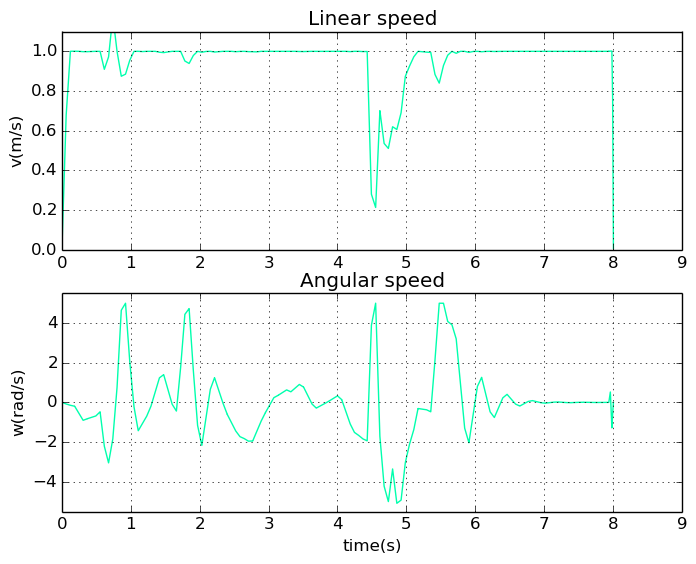 Linear speed
1.0
0.8
0.6
0.4
0.2
0.0
v(m/s)
0 1 2 3 4 5 6 7 8 9
Angular speed
4
2
0
−2
−4
w(rad/s)
0 1 2 3 4 5 6 7 8 9
time(s)